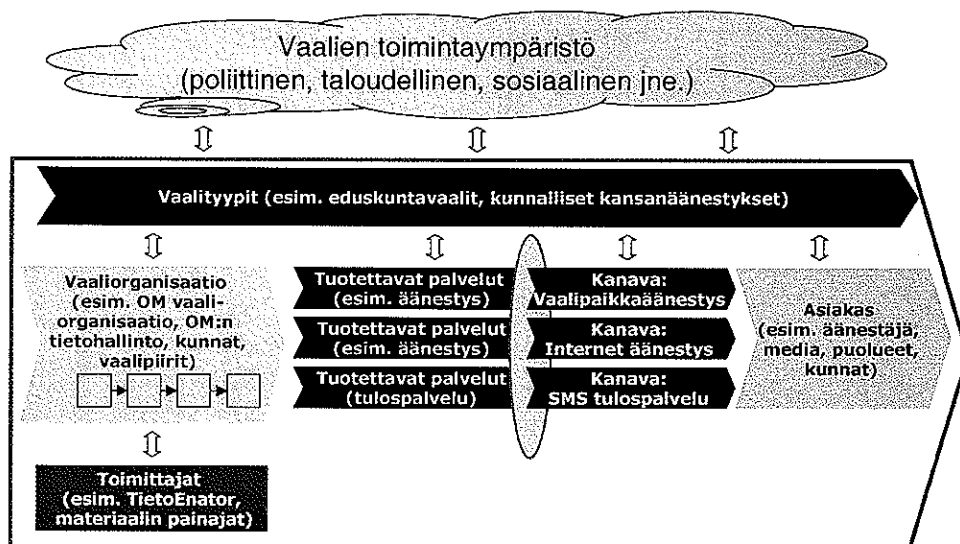 Vaalien toimintaympäristö
(poliittinen, taloudellinen, sosiaalinen jne.)
Vaalityypit (esim. eduskuntavaalit, kunnalliset kansanäänestykset)
Vaaliorganisaatio
(esim. OM vaali-
organisaatio, OM:n
tietohallinto, kunnat,
vaalipiirit)
Tuotettavat palvelut
(esim. äänestys)
Tuotettavat palvelut
(esim. äänestys)
Tuotettavat palvelut
(tulospalvelu)
Kanava:
Vaalipaikkaäänestys
Kanava:
Internet äänestys
Kanava:
SMS tulospalvelu
Asiakas
(esim. äänestäjä,
media, puolueet,
kunnat)
Toimittajat
(esim. TietoEnator,
materiaalin painajat)